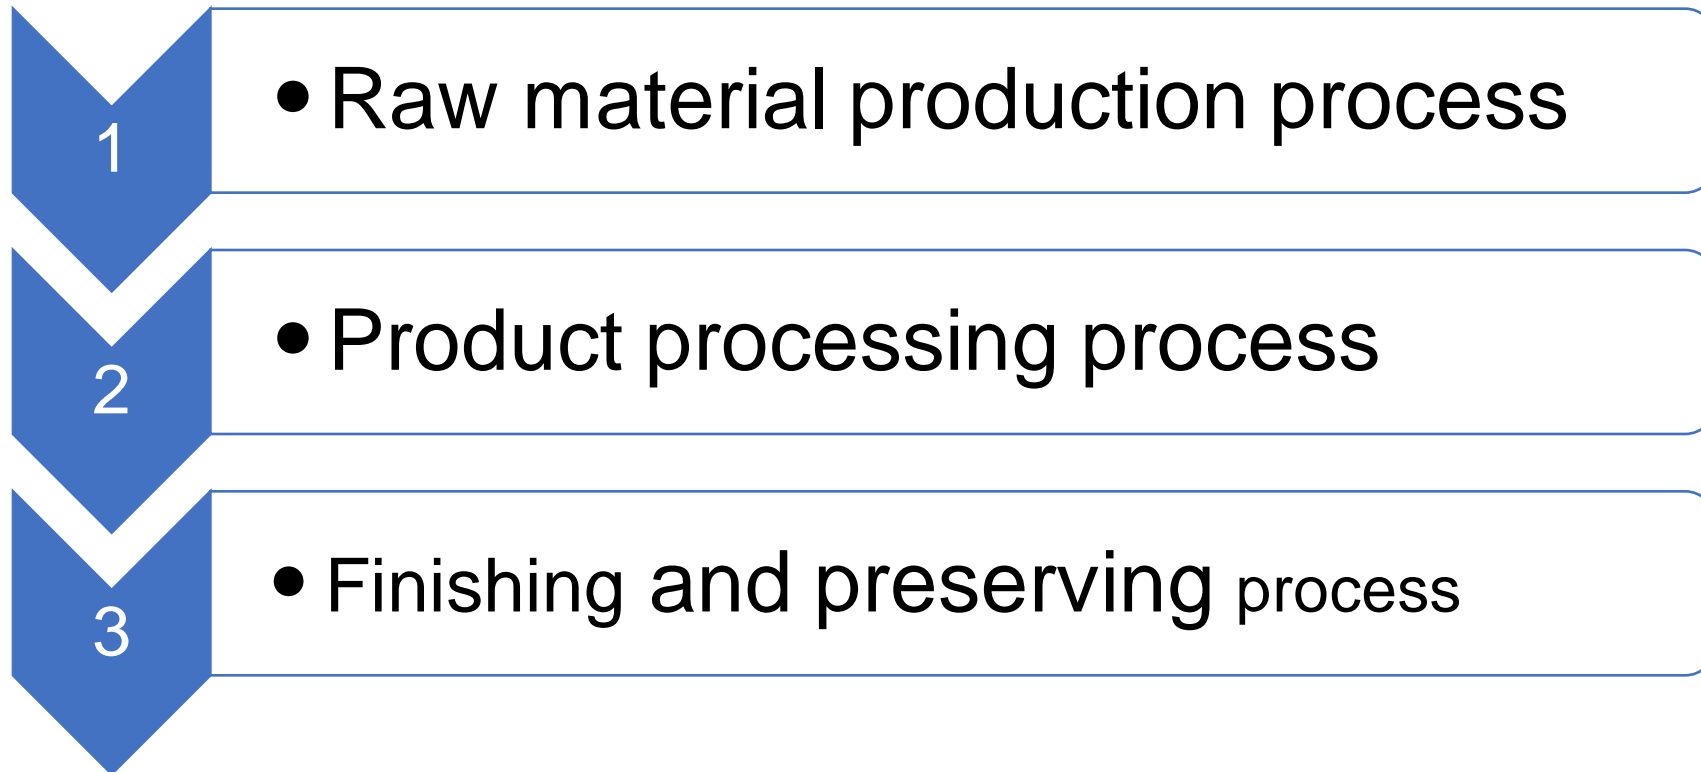 1
• Raw material production process
2
• Product processing process
3
• Finishing and preserving process